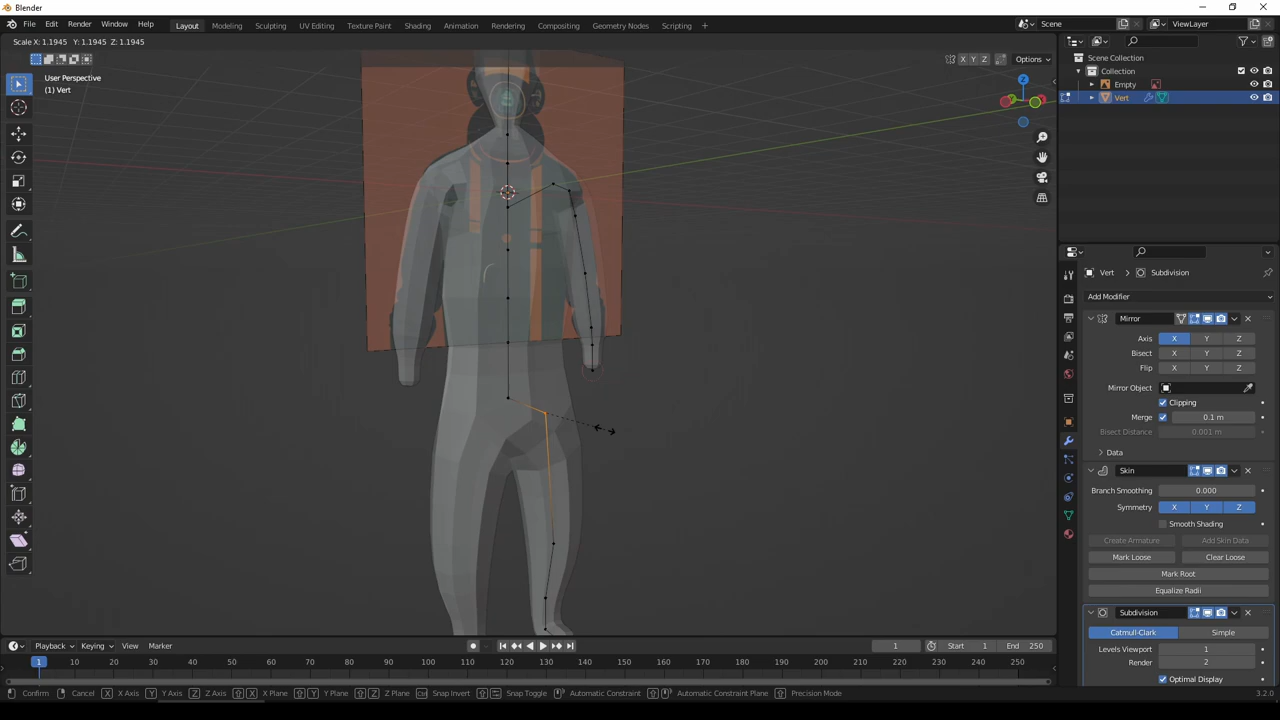 Blender
File Edit Render Window Help Layout Modeling Sculpting UV Editing Texture Paint Shading Animation Rendering Compositing Geometry Nodes Scripting + Scene ViewLayer
Scale X: 1.1945 Y: 1.1945 Z: 1.1945
X Y Z Options
User Perspective
(1) Vert
Scene Collection
Collection
Empty
Vert
Vert > Subdivision
Add Modifier
Mirror
Axis X Y Z
Bisect X Y Z
Flip X Y Z
Mirror Object
Clipping
Merge 0.1 m
Bisect Distance 0.001 m
Data
Skin
Branch Smoothing 0.000
Symmetry X Y Z
Smooth Shading
Create Armature Add Skin Data
Mark Loose Clear Loose
Mark Root
Equalize Radii
Subdivision
Catmull-Clark Simple
Levels Viewport 1
Render 2
Optimal Display
Playback Keying View Marker 1 Start 1 End 250
1 10 20 30 40 50 60 70 80 90 100 110 120 130 140 150 160 170 180 190 200 210 220 230 240 250
Confirm Cancel X X Axis Y Y Axis Z Z Axis X X Plane Y Y Plane Z Z Plane Ctrl Snap Invert Snap Toggle Automatic Constraint Automatic Constraint Plane Precision Mode
3.2.0